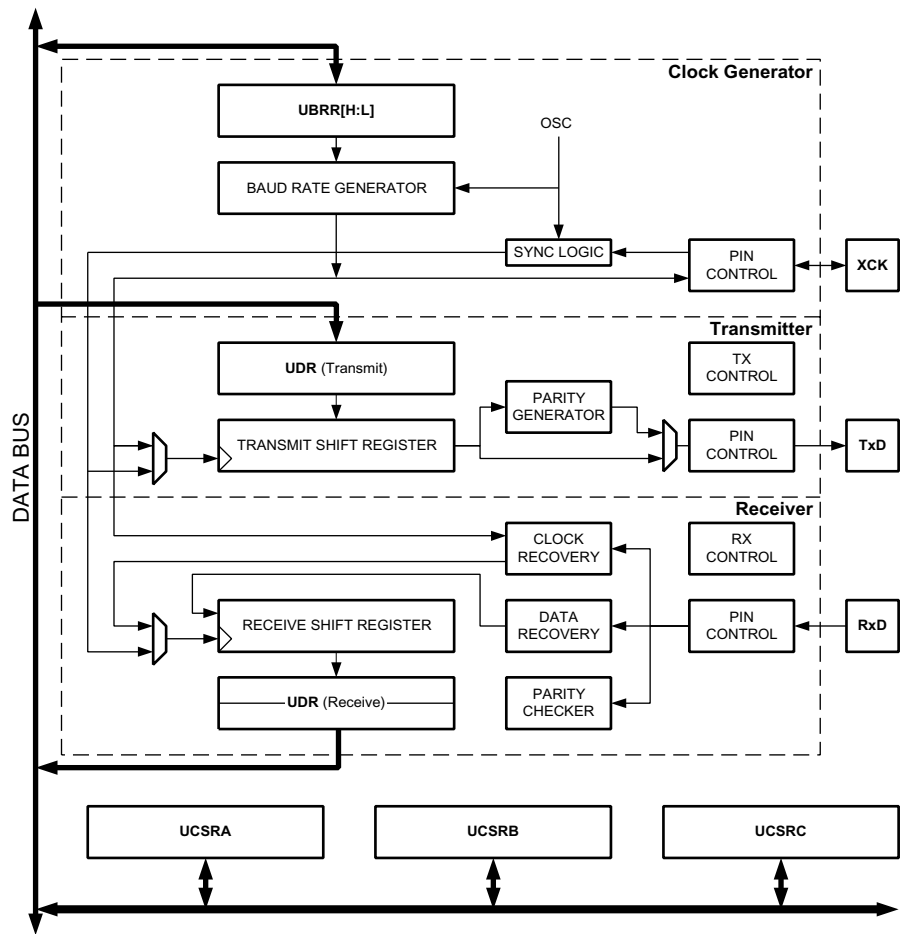 Clock Generator
UBRR[H:L]
OSC
BAUD RATE GENERATOR
SYNC LOGIC
PIN
CONTROL
XCK
Transmitter
UDR (Transmit)
TX
CONTROL
PARITY
GENERATOR
TRANSMIT SHIFT REGISTER
PIN
CONTROL
TxD
DATA BUS
Receiver
CLOCK
RECOVERY
RX
CONTROL
RECEIVE SHIFT REGISTER
DATA
RECOVERY
PIN
CONTROL
RxD
UDR (Receive)
PARITY
CHECKER
UCSRA
UCSRB
UCSRC